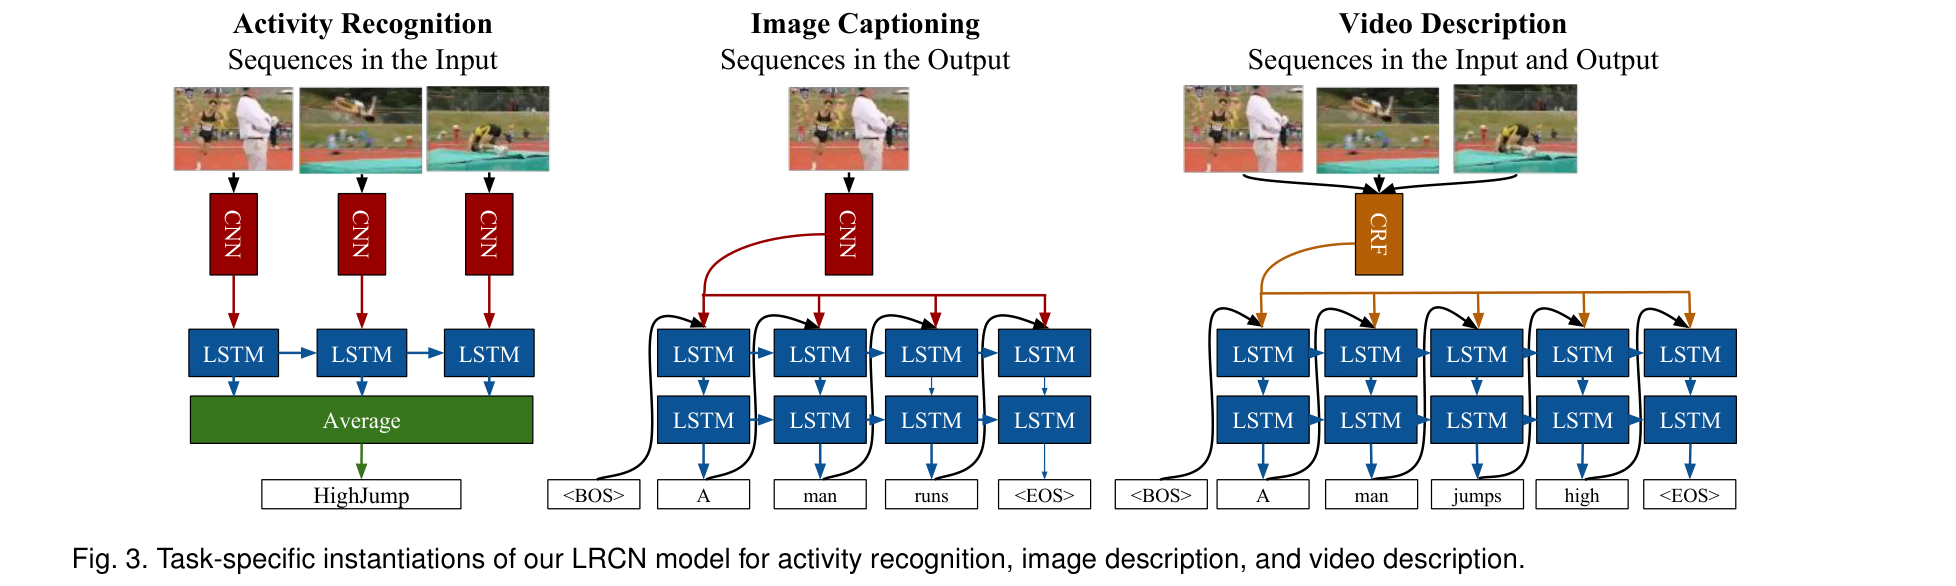 Activity Recognition
Sequences in the Input
CNN
CNN
CNN
LSTM
LSTM
LSTM
Average
HighJump
Image Captioning
Sequences in the Output
CNN
LSTM
LSTM
LSTM
LSTM
LSTM
LSTM
LSTM
LSTM
<BOS>
A
man
runs
<EOS>
Video Description
Sequences in the Input and Output
CRF
LSTM
LSTM
LSTM
LSTM
LSTM
LSTM
LSTM
LSTM
LSTM
LSTM
<BOS>
A
man
jumps
high
<EOS>
Fig. 3. Task-specific instantiations of our LRCN model for activity recognition, image description, and video description.